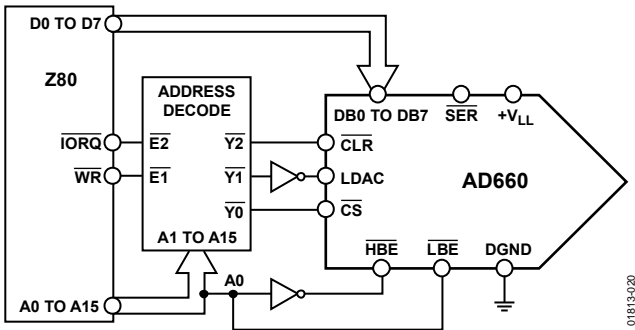 D0 TO D7
Z80
ADDRESS
DECODE
DB0 TO DB7
SER
+VLL
IORQ
E2
Y2
CLR
WR
E1
Y1
LDAC
AD660
Y0
CS
A1 TO A15
HBE
LBE
DGND
A0 TO A15
A0
01813-020